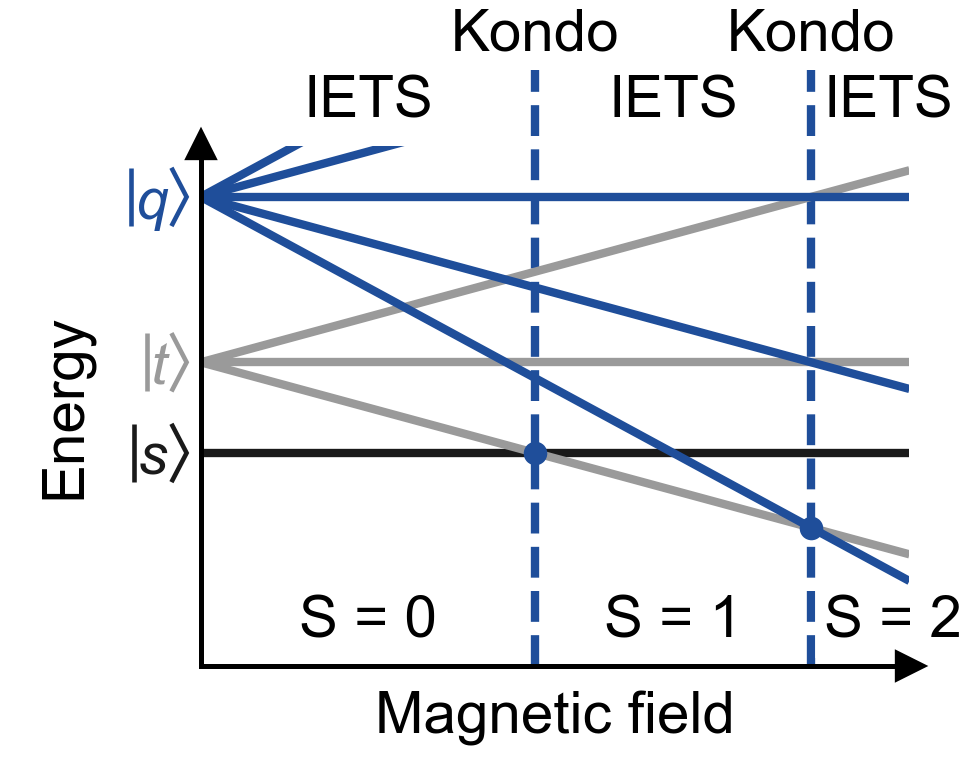 Kondo Kondo
IETS IETS IETS
|q⟩
|t⟩
|s⟩
Energy
S = 0 S = 1 S = 2
Magnetic field